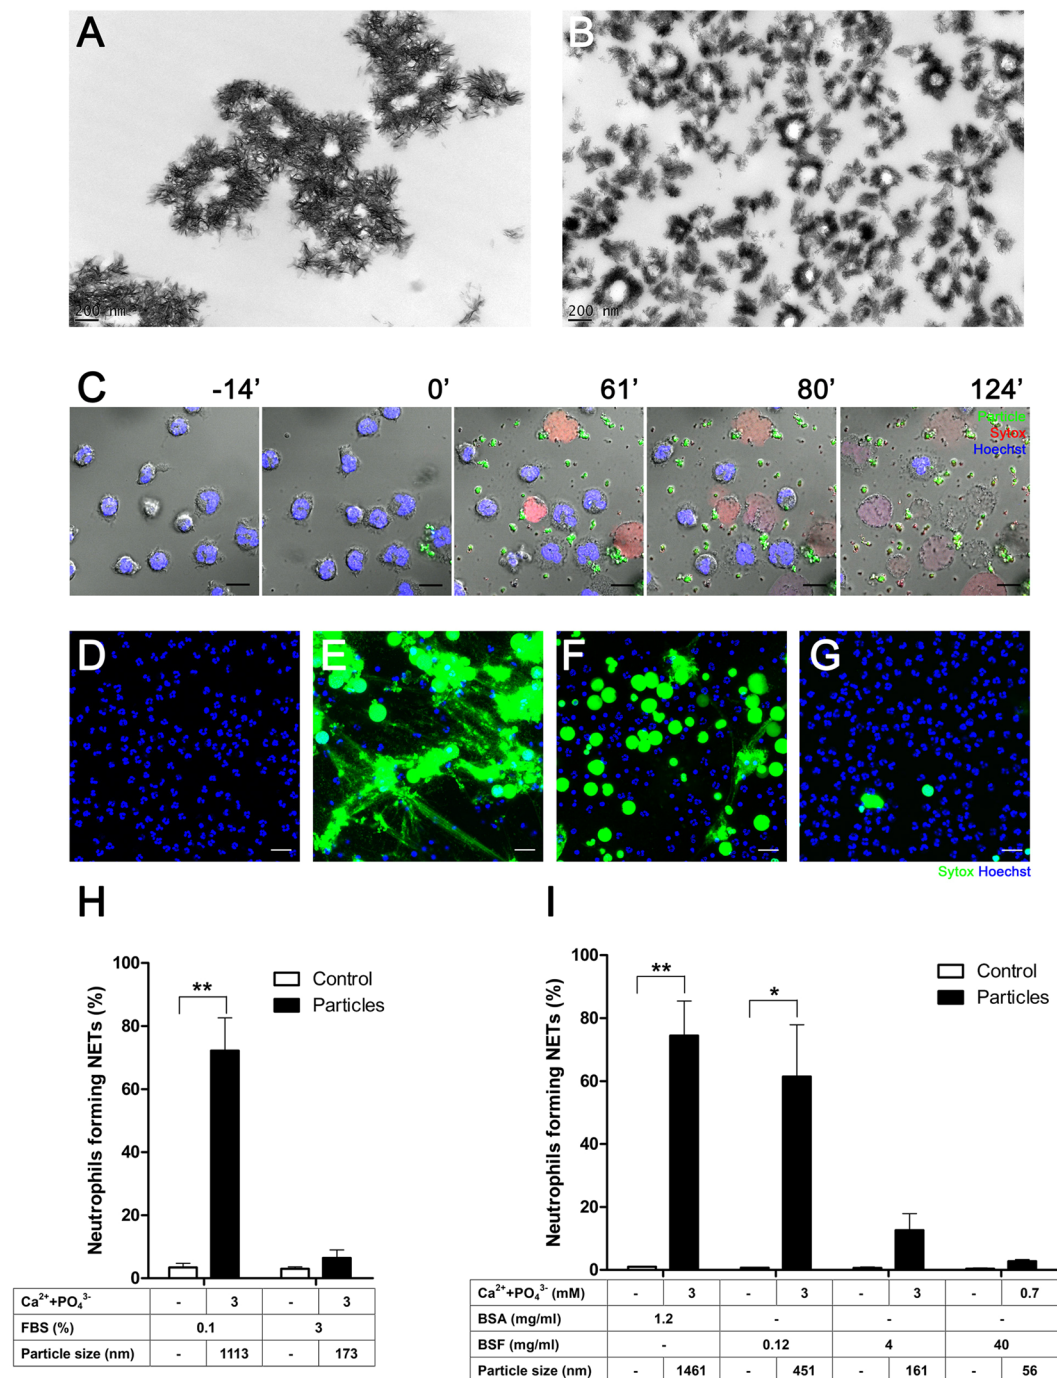 A
B
200 nm
200 nm
C
-14’
0’
61’
80’
124’
Particle
Sytox
Hoechst
D
E
F
G
Sytox Hoechst
H
I
100
80
60
40
20
0
Neutrophils forming NETs (%)
**
Control
Particles
Ca²⁺+PO₄³⁻ - 3 - 3
FBS (%) 0.1 3
Particle size (nm) - 1113 - 173
100
80
60
40
20
0
Neutrophils forming NETs (%)
**
*
Control
Particles
Ca²⁺+PO₄³⁻ (mM) - 3 - 3 - 3 - 0.7
BSA (mg/ml) 1.2 - - -
BSF (mg/ml) - 0.12 4 40
Particle size (nm) - 1461 - 451 - 161 - 56